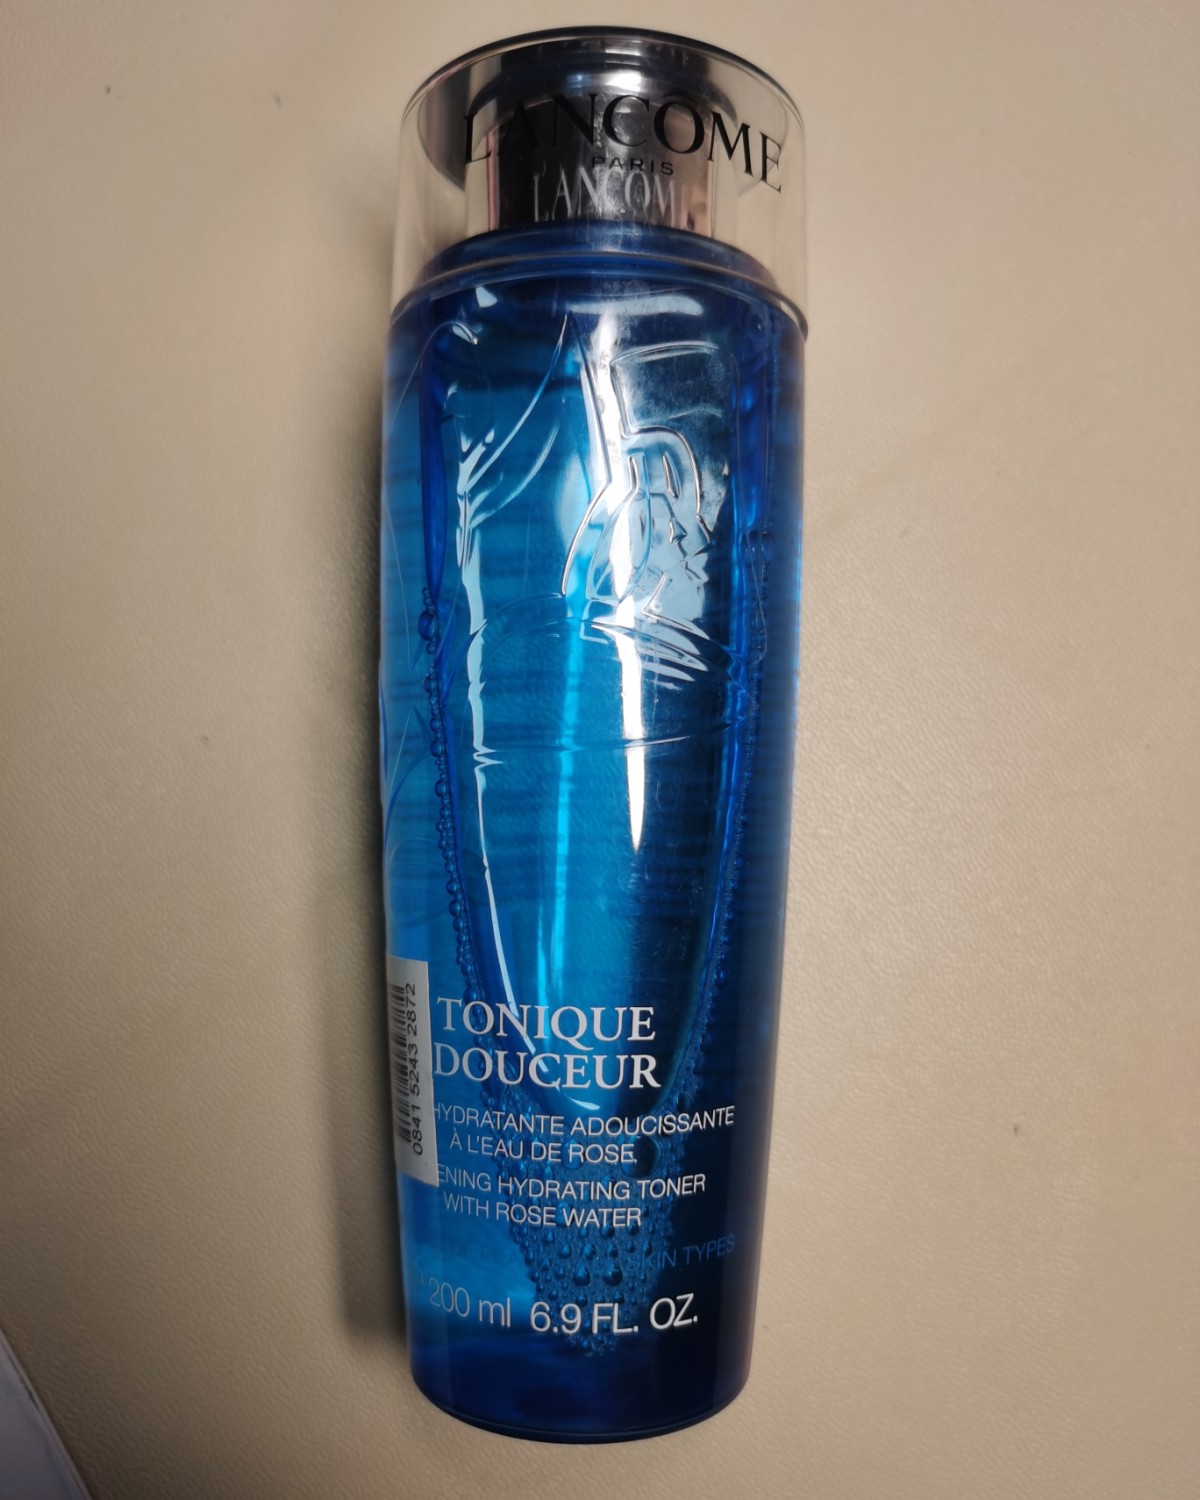 LANCOME
PARIS
LANCOM
TONIQUE
DOUCEUR
HYDRATANTE ADOUCISSANTE
À L'EAU DE ROSE
ENING HYDRATING TONER
WITH ROSE WATER
SKIN TYPES
200 ml 6.9 FL. OZ.
0841 5243 2872